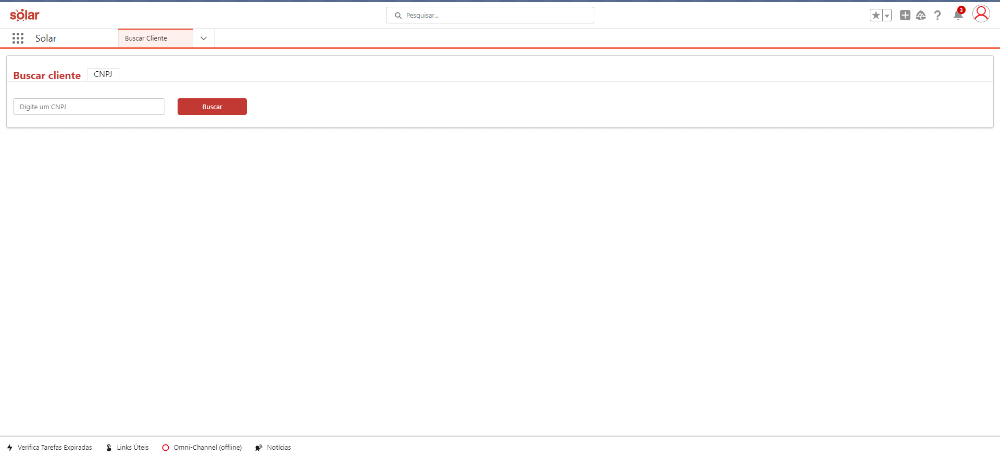 solar
Pesquisar...
3
Solar
Buscar Cliente
Buscar cliente
CNPJ
Digite um CNPJ
Buscar
Verifica Tarefas Expiradas
Links Úteis
Omni-Channel (offline)
Notícias